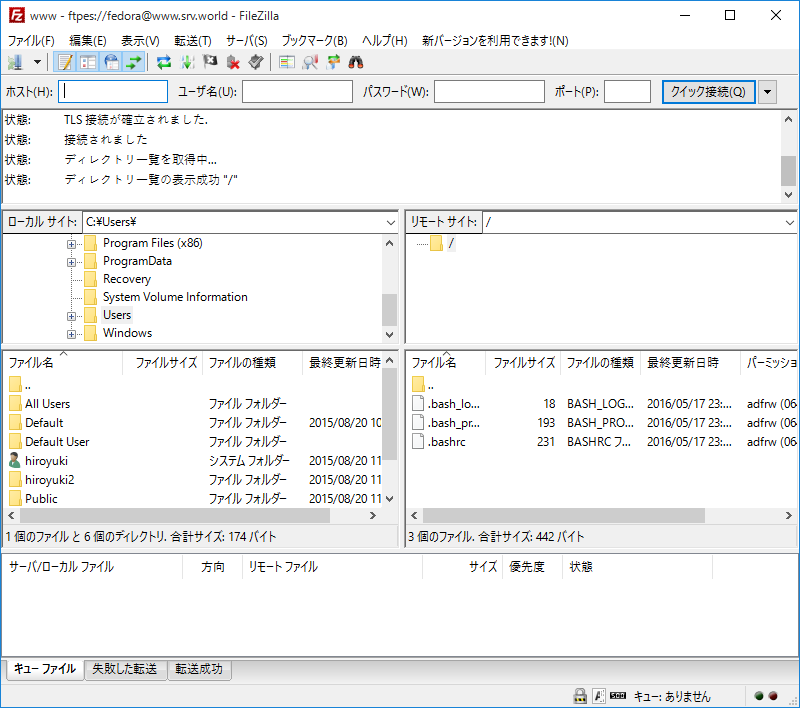 www - ftpes://fedora@www.srv.world - FileZilla
ファイル(F) 編集(E) 表示(V) 転送(T) サーバ(S) ブックマーク(B) ヘルプ(H) 新バージョンを利用できます!(N)
ホスト(H): ユーザ名(U): パスワード(W): ポート(P): クイック接続(Q)
状態: TLS 接続が確立されました.
状態: 接続されました
状態: ディレクトリ一覧を取得中...
状態: ディレクトリ一覧の表示成功 "/"
ローカル サイト: C:¥Users¥
Program Files (x86)
ProgramData
Recovery
System Volume Information
Users
Windows
リモート サイト: /
/
ファイル名 ファイルサイズ ファイルの種類 最終更新日時
..
All Users ファイル フォルダー
Default ファイル フォルダー 2015/08/20 10
Default User ファイル フォルダー
hiroyuki システム フォルダー 2015/08/20 11
hiroyuki2 ファイル フォルダー 2015/08/20 11
Public ファイル フォルダー 2015/08/20 11
1 個のファイル と 6 個のディレクトリ. 合計サイズ: 174 バイト
ファイル名 ファイルサイズ ファイルの種類 最終更新日時 パーミッショ
..
.bash_lo... 18 BASH_LOG... 2016/05/17 23:... adfrw (06
.bash_pr... 193 BASH_PRO... 2016/05/17 23:... adfrw (06
.bashrc 231 BASHRC フ... 2016/05/17 23:... adfrw (06
3 個のファイル. 合計サイズ: 442 バイト
サーバ/ローカル ファイル 方向 リモート ファイル サイズ 優先度 状態
キュー ファイル 失敗した転送 転送成功
キュー: ありません